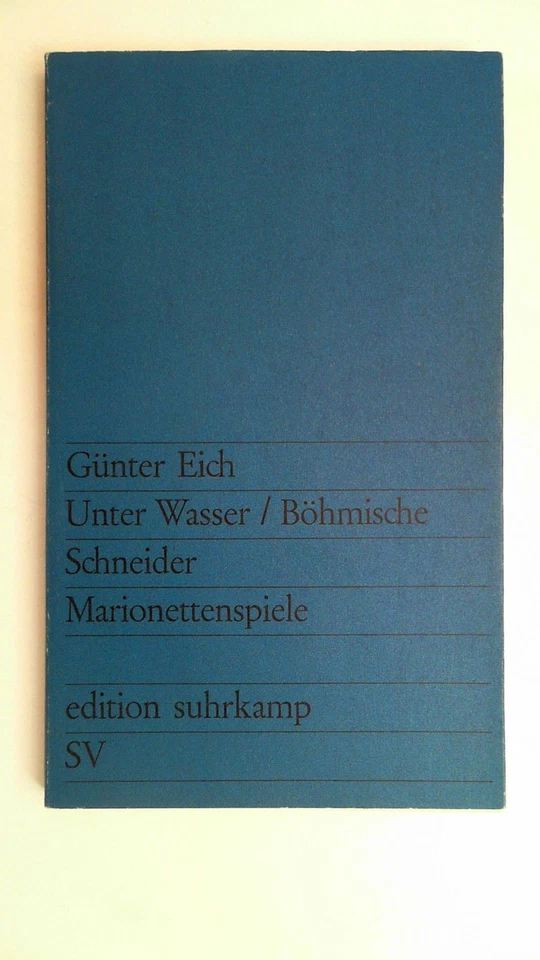 Günter Eich
Unter Wasser / Böhmische
Schneider
Marionettenspiele
edition suhrkamp
SV